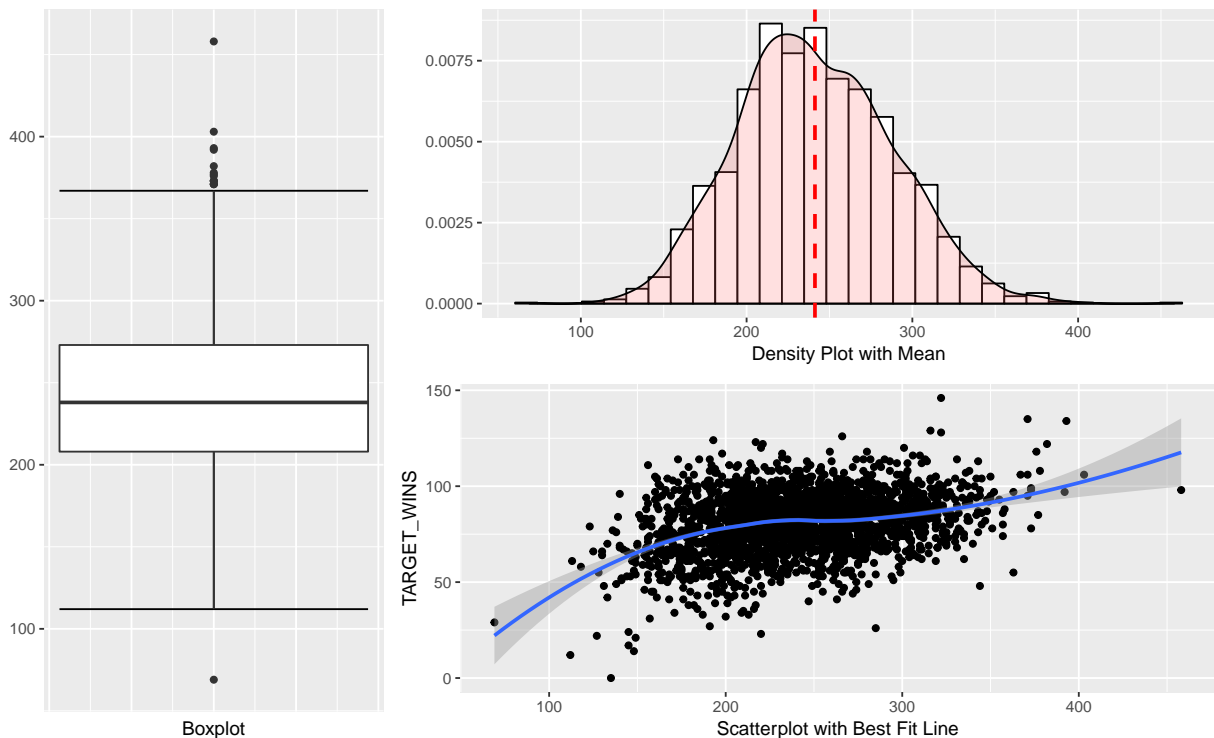 400
300
200
100
Boxplot
0.0075
0.0050
0.0025
0.0000
100 200 300 400
Density Plot with Mean
TARGET_WINS
150
100
50
0
100 200 300 400
Scatterplot with Best Fit Line